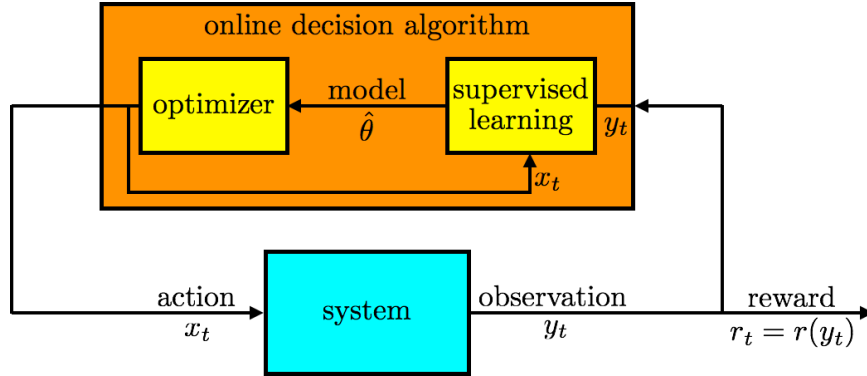 online decision algorithm
optimizer
model
θ̂
supervised
learning
y_t
x_t
action
x_t
system
observation
y_t
reward
r_t = r(y_t)